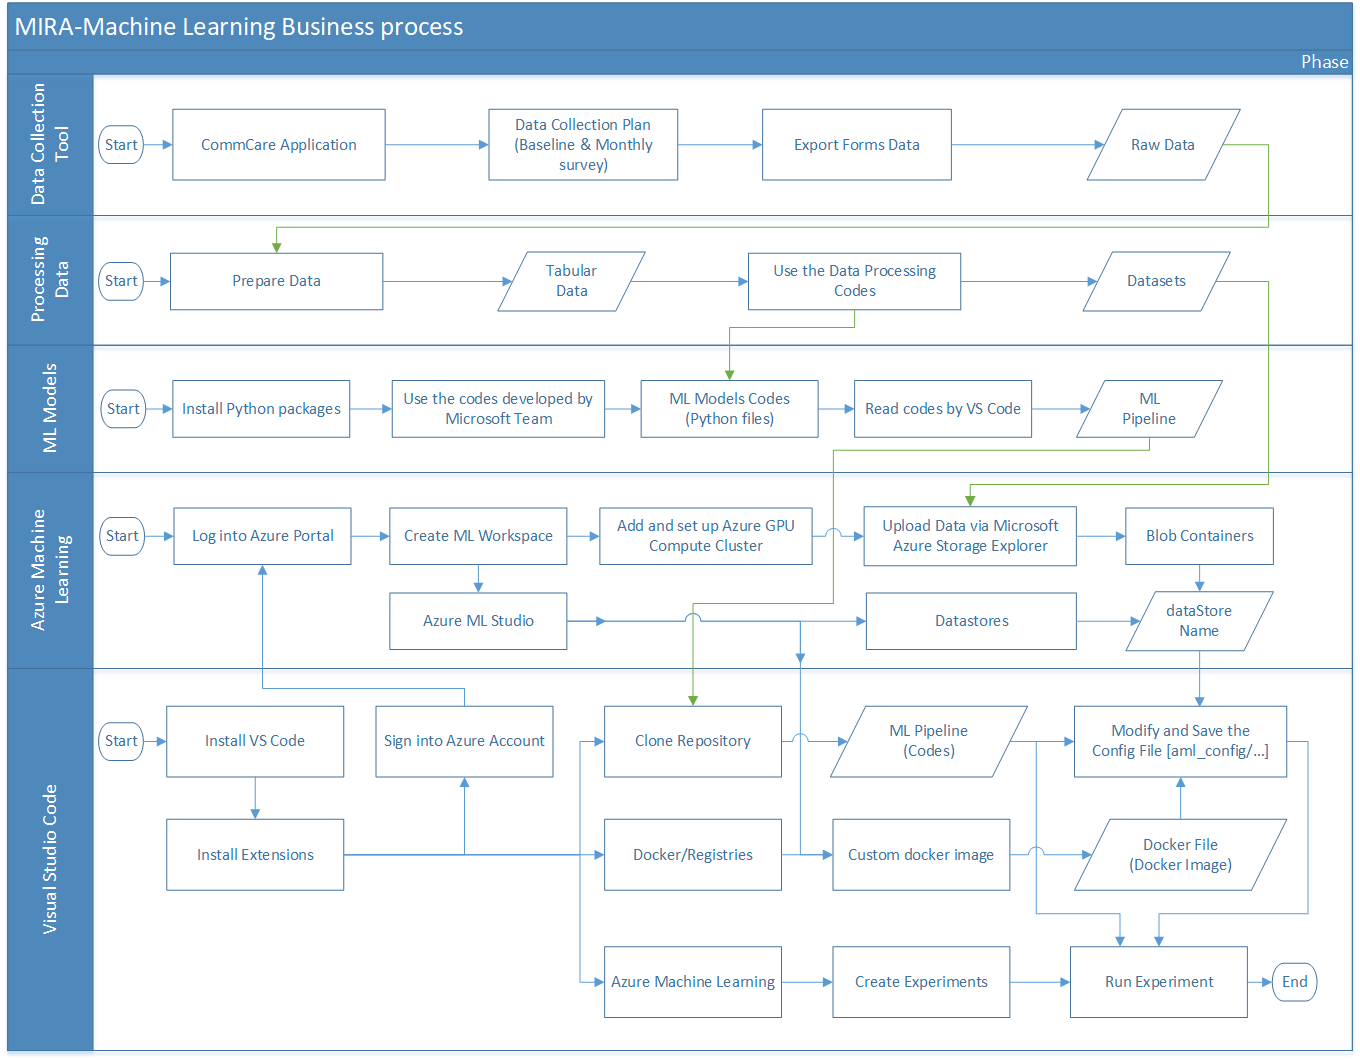 MIRA-Machine Learning Business process
Phase
Data Collection
Tool
Start
CommCare Application
Data Collection Plan
(Baseline & Monthly
survey)
Export Forms Data
Raw Data
Processing
Data
Start
Prepare Data
Tabular
Data
Use the Data Processing
Codes
Datasets
ML Models
Start
Install Python packages
Use the codes developed by
Microsoft Team
ML Models Codes
(Python files)
Read codes by VS Code
ML
Pipeline
Azure Machine
Learning
Start
Log into Azure Portal
Create ML Workspace
Add and set up Azure GPU
Compute Cluster
Upload Data via Microsoft
Azure Storage Explorer
Blob Containers
Azure ML Studio
Datastores
dataStore
Name
Visual Studio Code
Start
Install VS Code
Sign into Azure Account
Clone Repository
ML Pipeline
(Codes)
Modify and Save the
Config File [aml_config/...]
Install Extensions
Docker/Registries
Custom docker image
Docker File
(Docker Image)
Azure Machine Learning
Create Experiments
Run Experiment
End